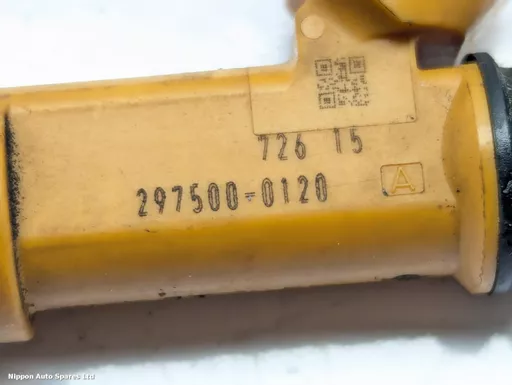 726 15
297500-0120
A
Nippon Auto Spares Ltd